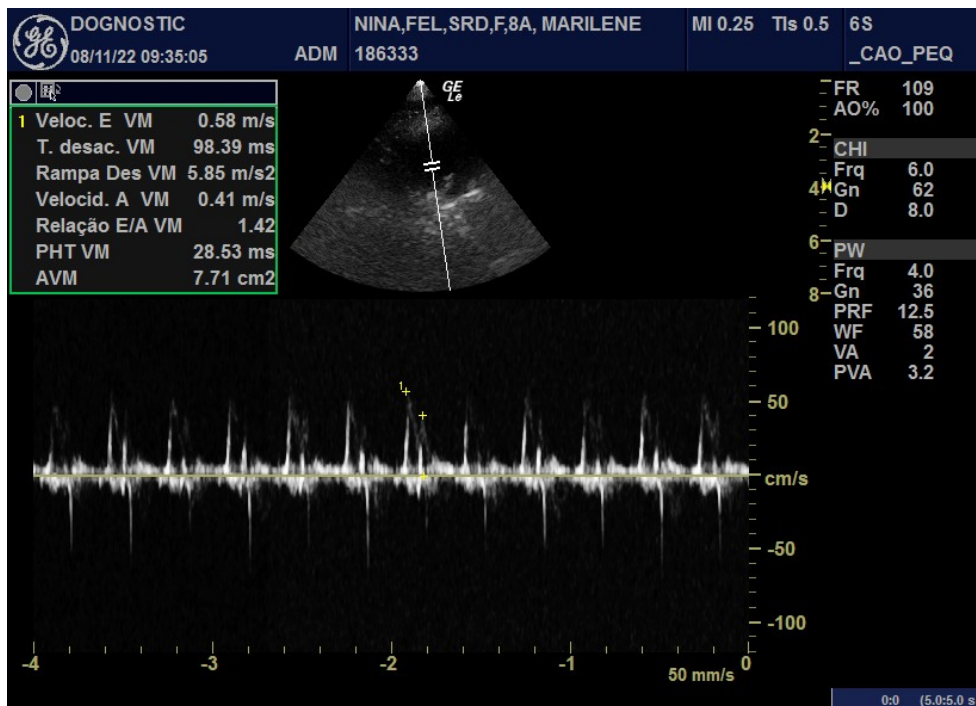 DOGNOSTIC NINA,FEL,SRD,F,8A, MARILENE MI 0.25 TIs 0.5 6S
08/11/22 09:35:05 ADM 186333 _CAO_PEQ
1 Veloc. E VM 0.58 m/s
T. desac. VM 98.39 ms
Rampa Des VM 5.85 m/s2
Velocid. A VM 0.41 m/s
Relação E/A VM 1.42
PHT VM 28.53 ms
AVM 7.71 cm2
GE
Le
2
4
6
8
FR 109
AO% 100
CHI
Frq 6.0
Gn 62
D 8.0
PW
Frq 4.0
Gn 36
PRF 12.5
WF 58
VA 2
PVA 3.2
100
50
cm/s
-50
-100
1
-4 -3 -2 -1 0
50 mm/s
0:0 (5.0:5.0 s